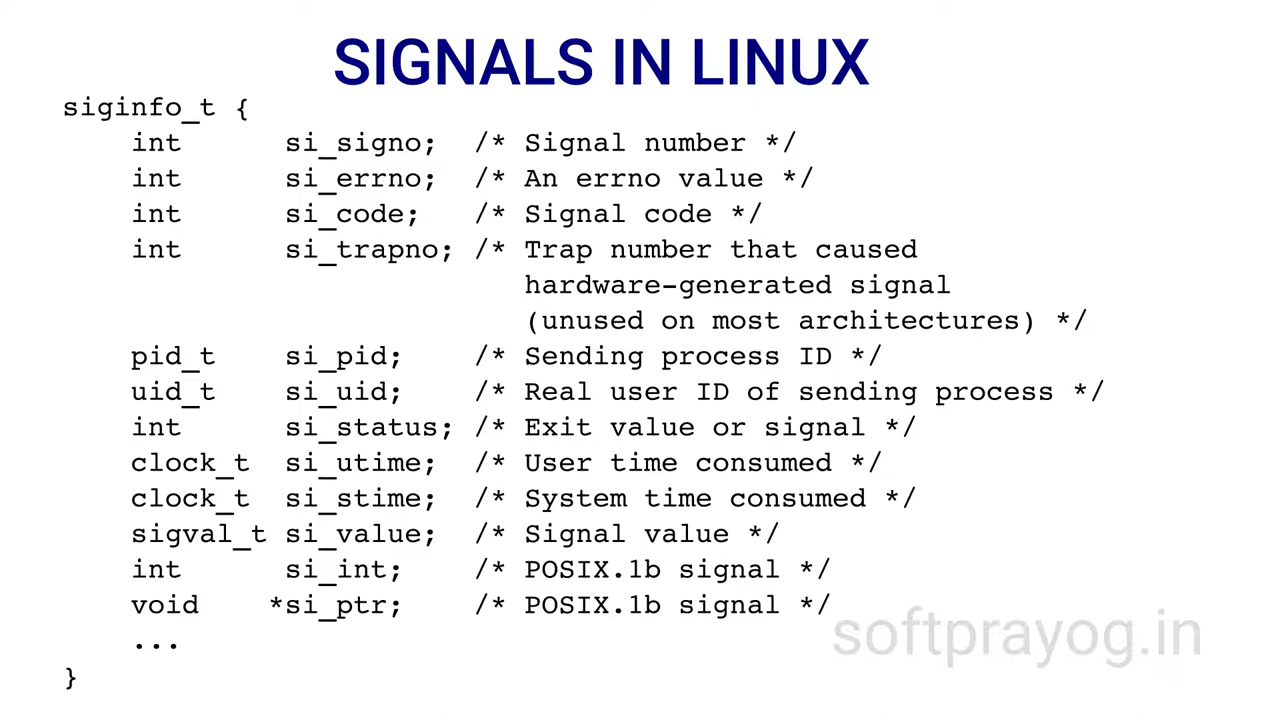 SIGNALS IN LINUX
siginfo_t {
    int      si_signo;  /* Signal number */
    int      si_errno;  /* An errno value */
    int      si_code;   /* Signal code */
    int      si_trapno; /* Trap number that caused
                           hardware-generated signal
                           (unused on most architectures) */
    pid_t    si_pid;    /* Sending process ID */
    uid_t    si_uid;    /* Real user ID of sending process */
    int      si_status; /* Exit value or signal */
    clock_t  si_utime;  /* User time consumed */
    clock_t  si_stime;  /* System time consumed */
    sigval_t si_value;  /* Signal value */
    int      si_int;    /* POSIX.1b signal */
    void    *si_ptr;    /* POSIX.1b signal */
    ...
}
softprayog.in